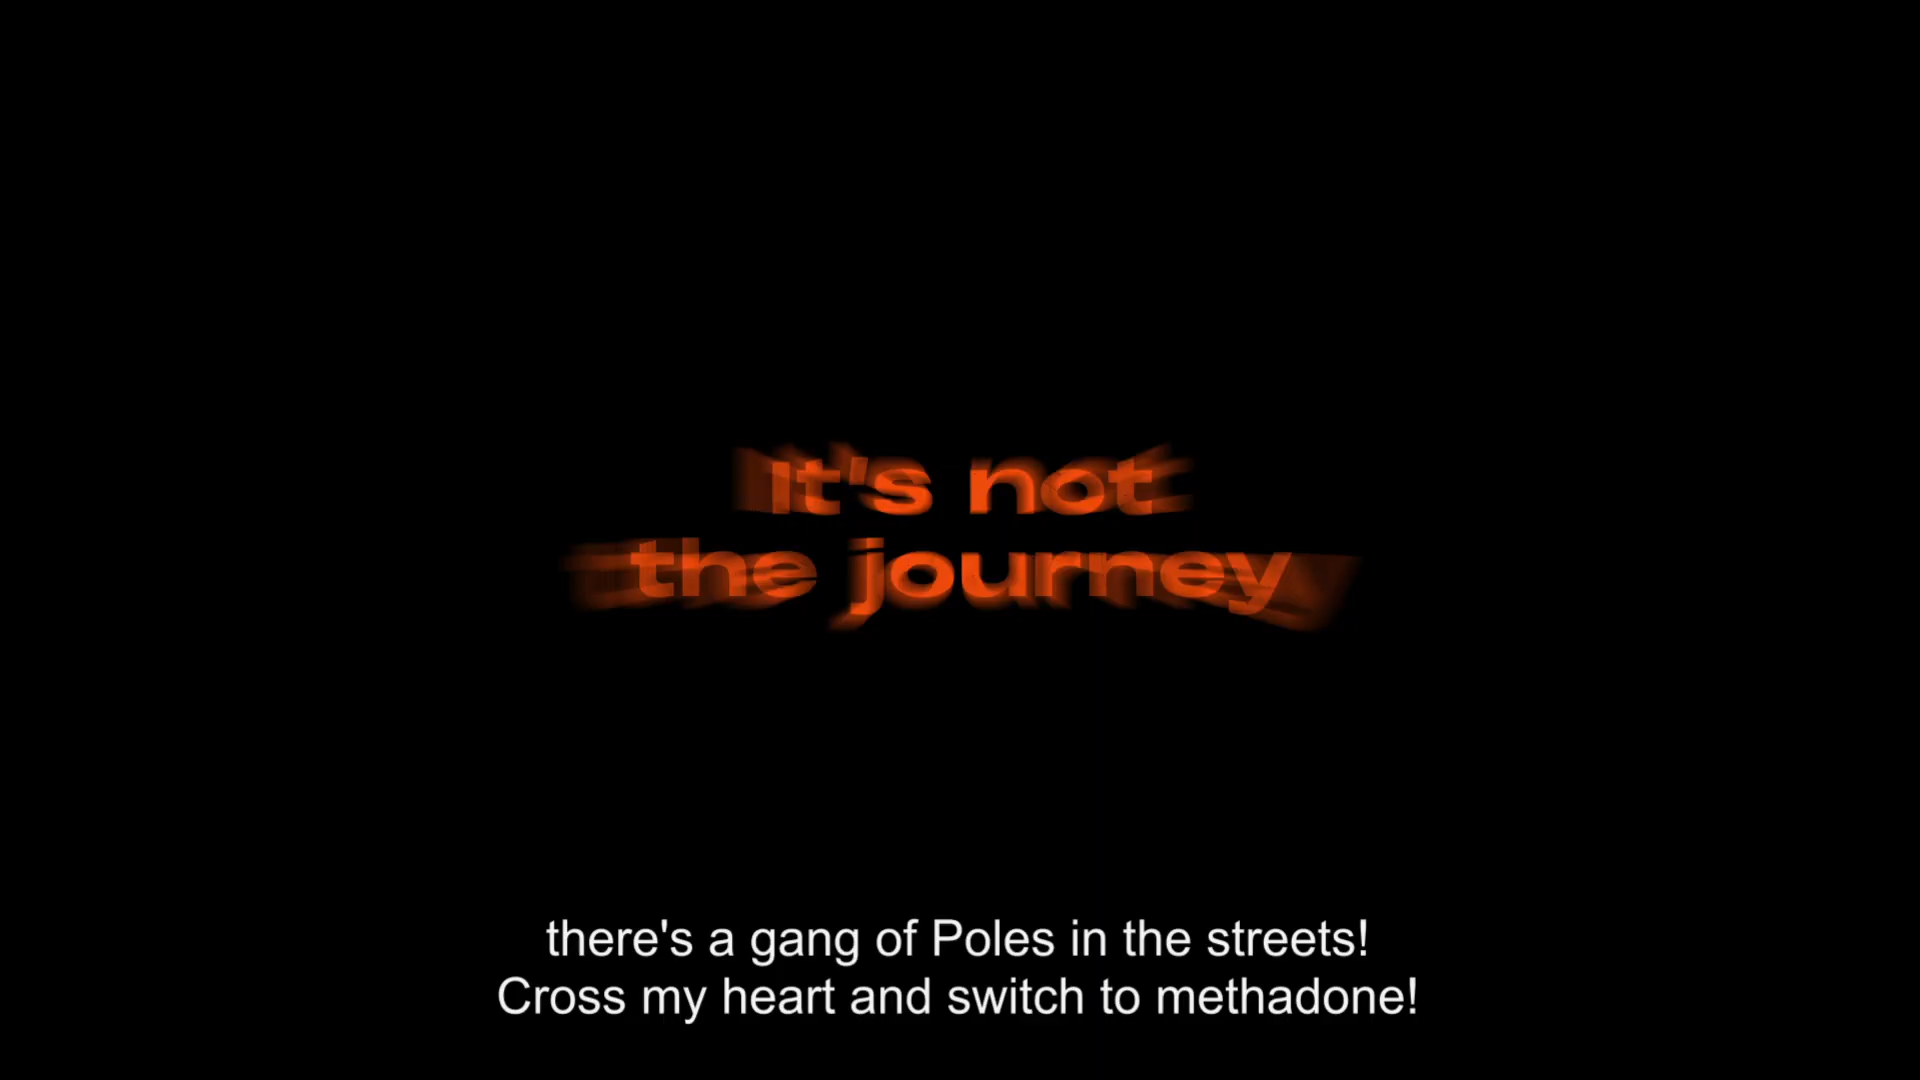 It's not
the journey
there's a gang of Poles in the streets!
Cross my heart and switch to methadone!